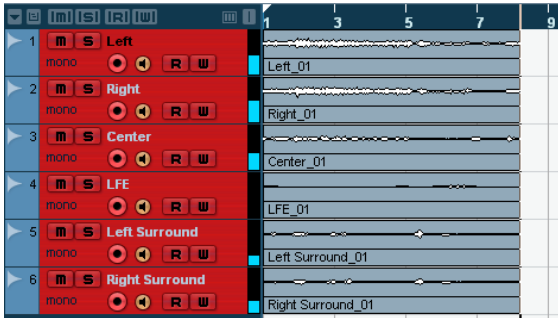 [M] [S] [R] [W] 1 3 5 7 9
1 m S Left
mono R W
Left_01
2 m S Right
mono R W
Right_01
3 m S Center
mono R W
Center_01
4 m S LFE
mono R W
LFE_01
5 m S Left Surround
mono R W
Left Surround_01
6 m S Right Surround
mono R W
Right Surround_01